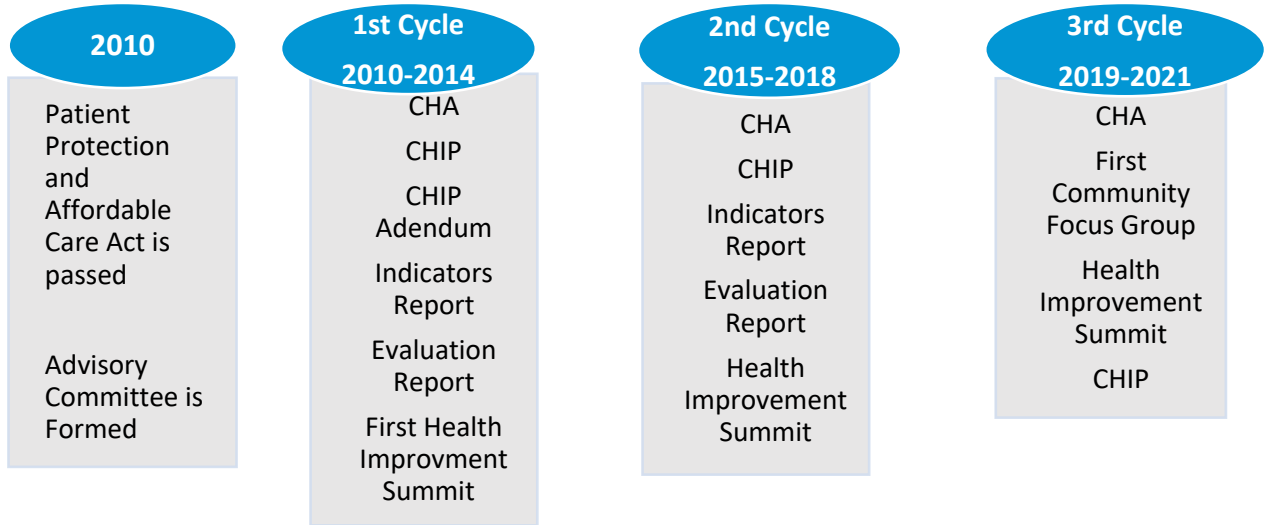 2010
Patient
Protection
and
Affordable
Care Act is
passed
Advisory
Committee is
Formed
1st Cycle
2010-2014
CHA
CHIP
CHIP
Adendum
Indicators
Report
Evaluation
Report
First Health
Improvment
Summit
2nd Cycle
2015-2018
CHA
CHIP
Indicators
Report
Evaluation
Report
Health
Improvement
Summit
3rd Cycle
2019-2021
CHA
First
Community
Focus Group
Health
Improvement
Summit
CHIP